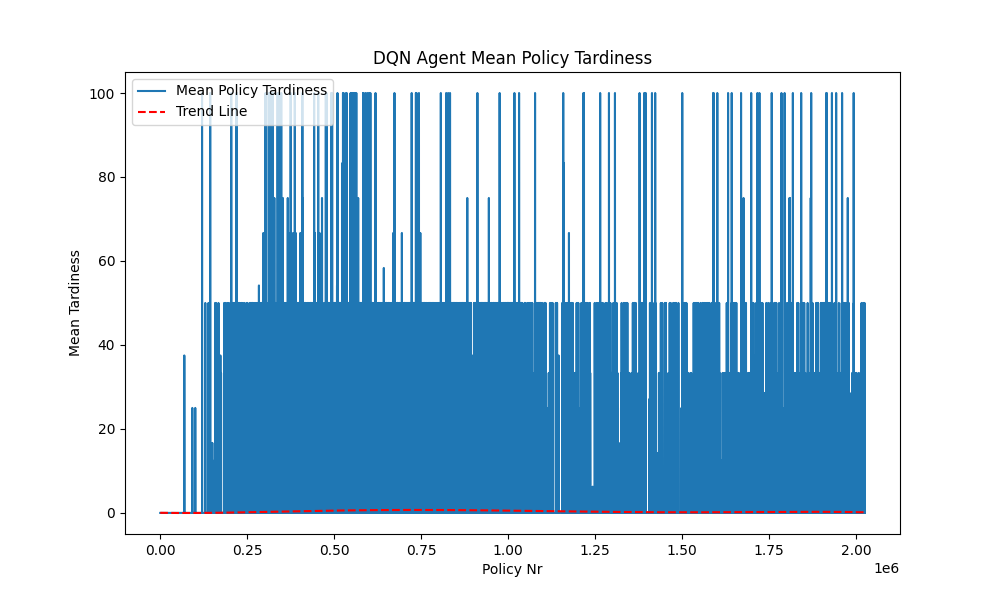 DQN Agent Mean Policy Tardiness
Mean Policy Tardiness
Trend Line
100
80
60
40
20
0
Mean Tardiness
0.00 0.25 0.50 0.75 1.00 1.25 1.50 1.75 2.00
1e6
Policy Nr